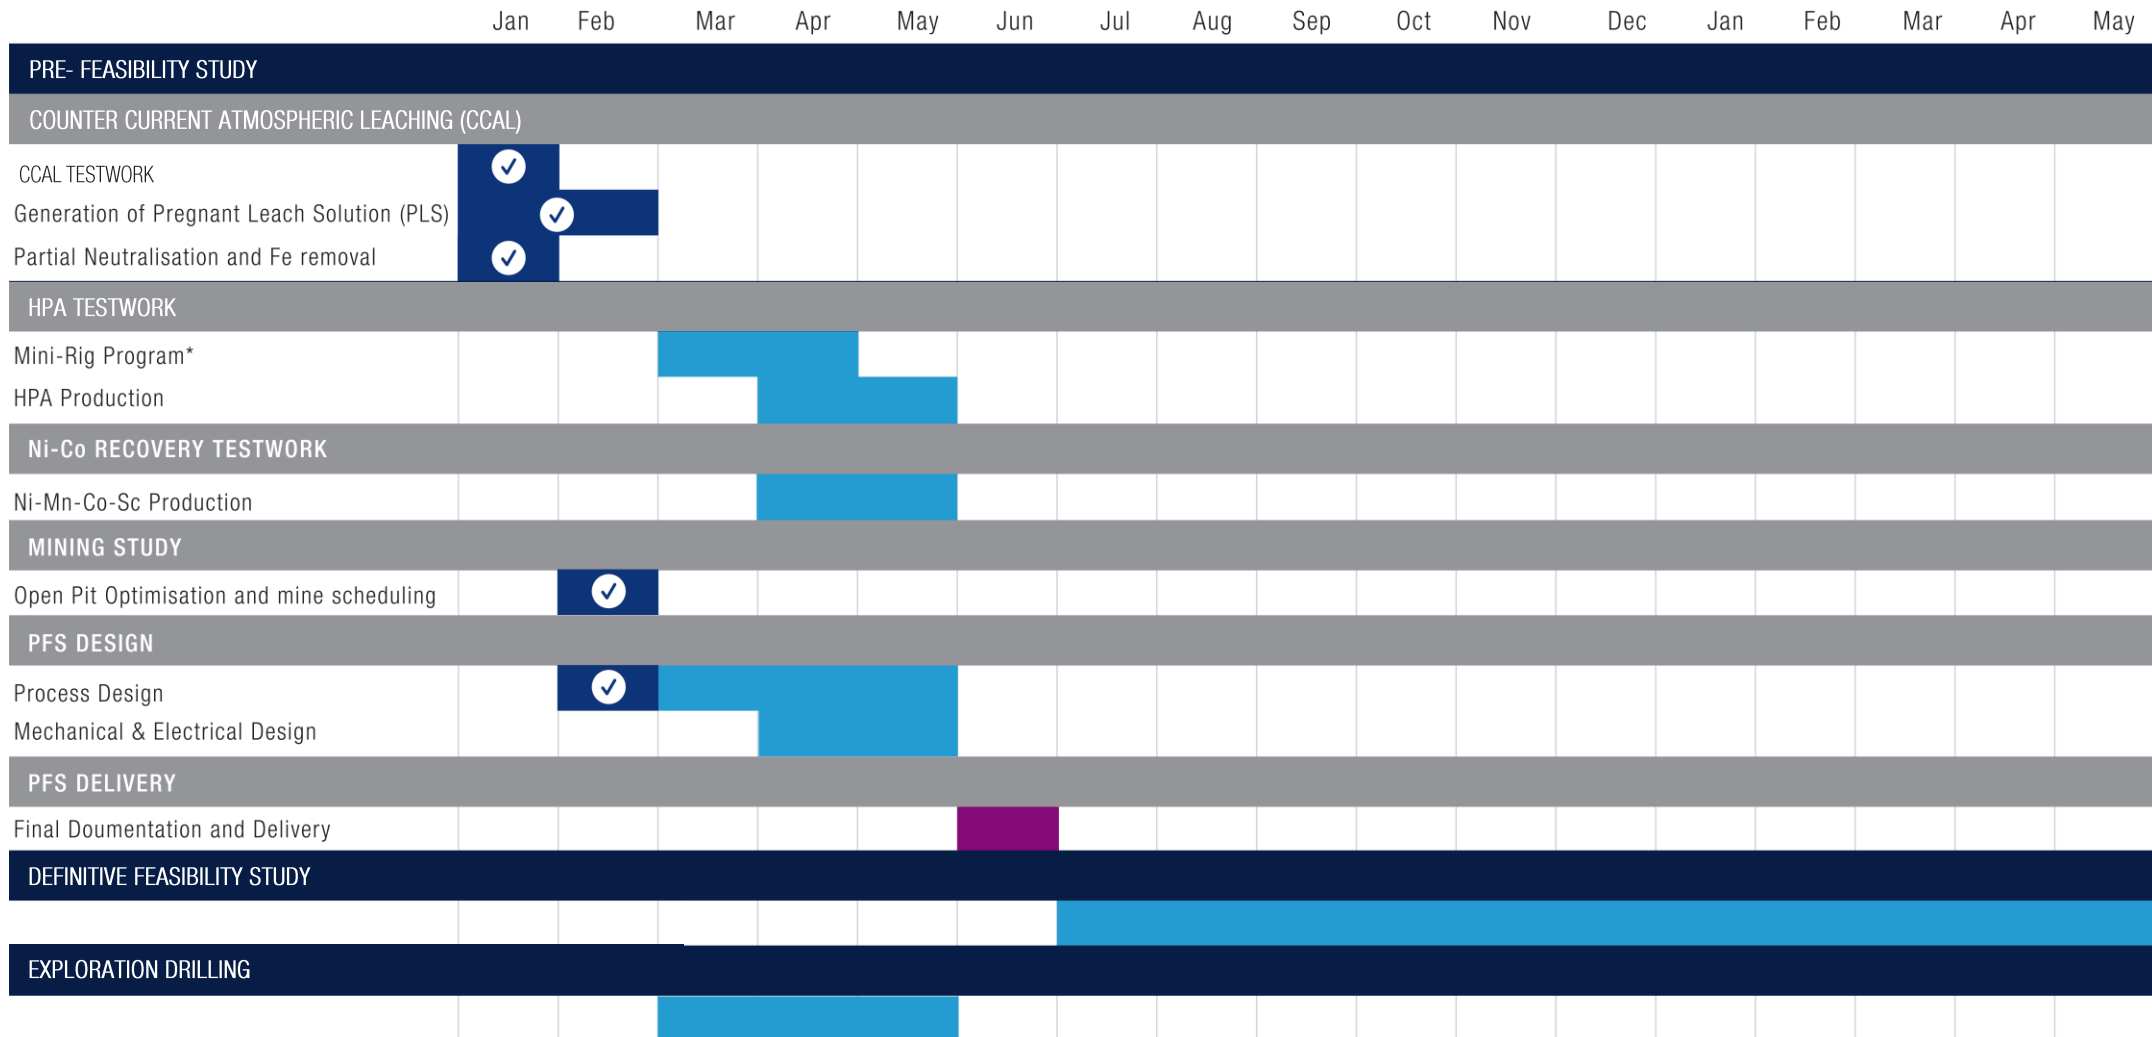 Jan Feb Mar Apr May Jun Jul Aug Sep Oct Nov Dec Jan Feb Mar Apr May
PRE- FEASIBILITY STUDY
COUNTER CURRENT ATMOSPHERIC LEACHING (CCAL)
CCAL TESTWORK
Generation of Pregnant Leach Solution (PLS)
Partial Neutralisation and Fe removal
HPA TESTWORK
Mini-Rig Program*
HPA Production
Ni-Co RECOVERY TESTWORK
Ni-Mn-Co-Sc Production
MINING STUDY
Open Pit Optimisation and mine scheduling
PFS DESIGN
Process Design
Mechanical & Electrical Design
PFS DELIVERY
Final Doumentation and Delivery
DEFINITIVE FEASIBILITY STUDY
EXPLORATION DRILLING